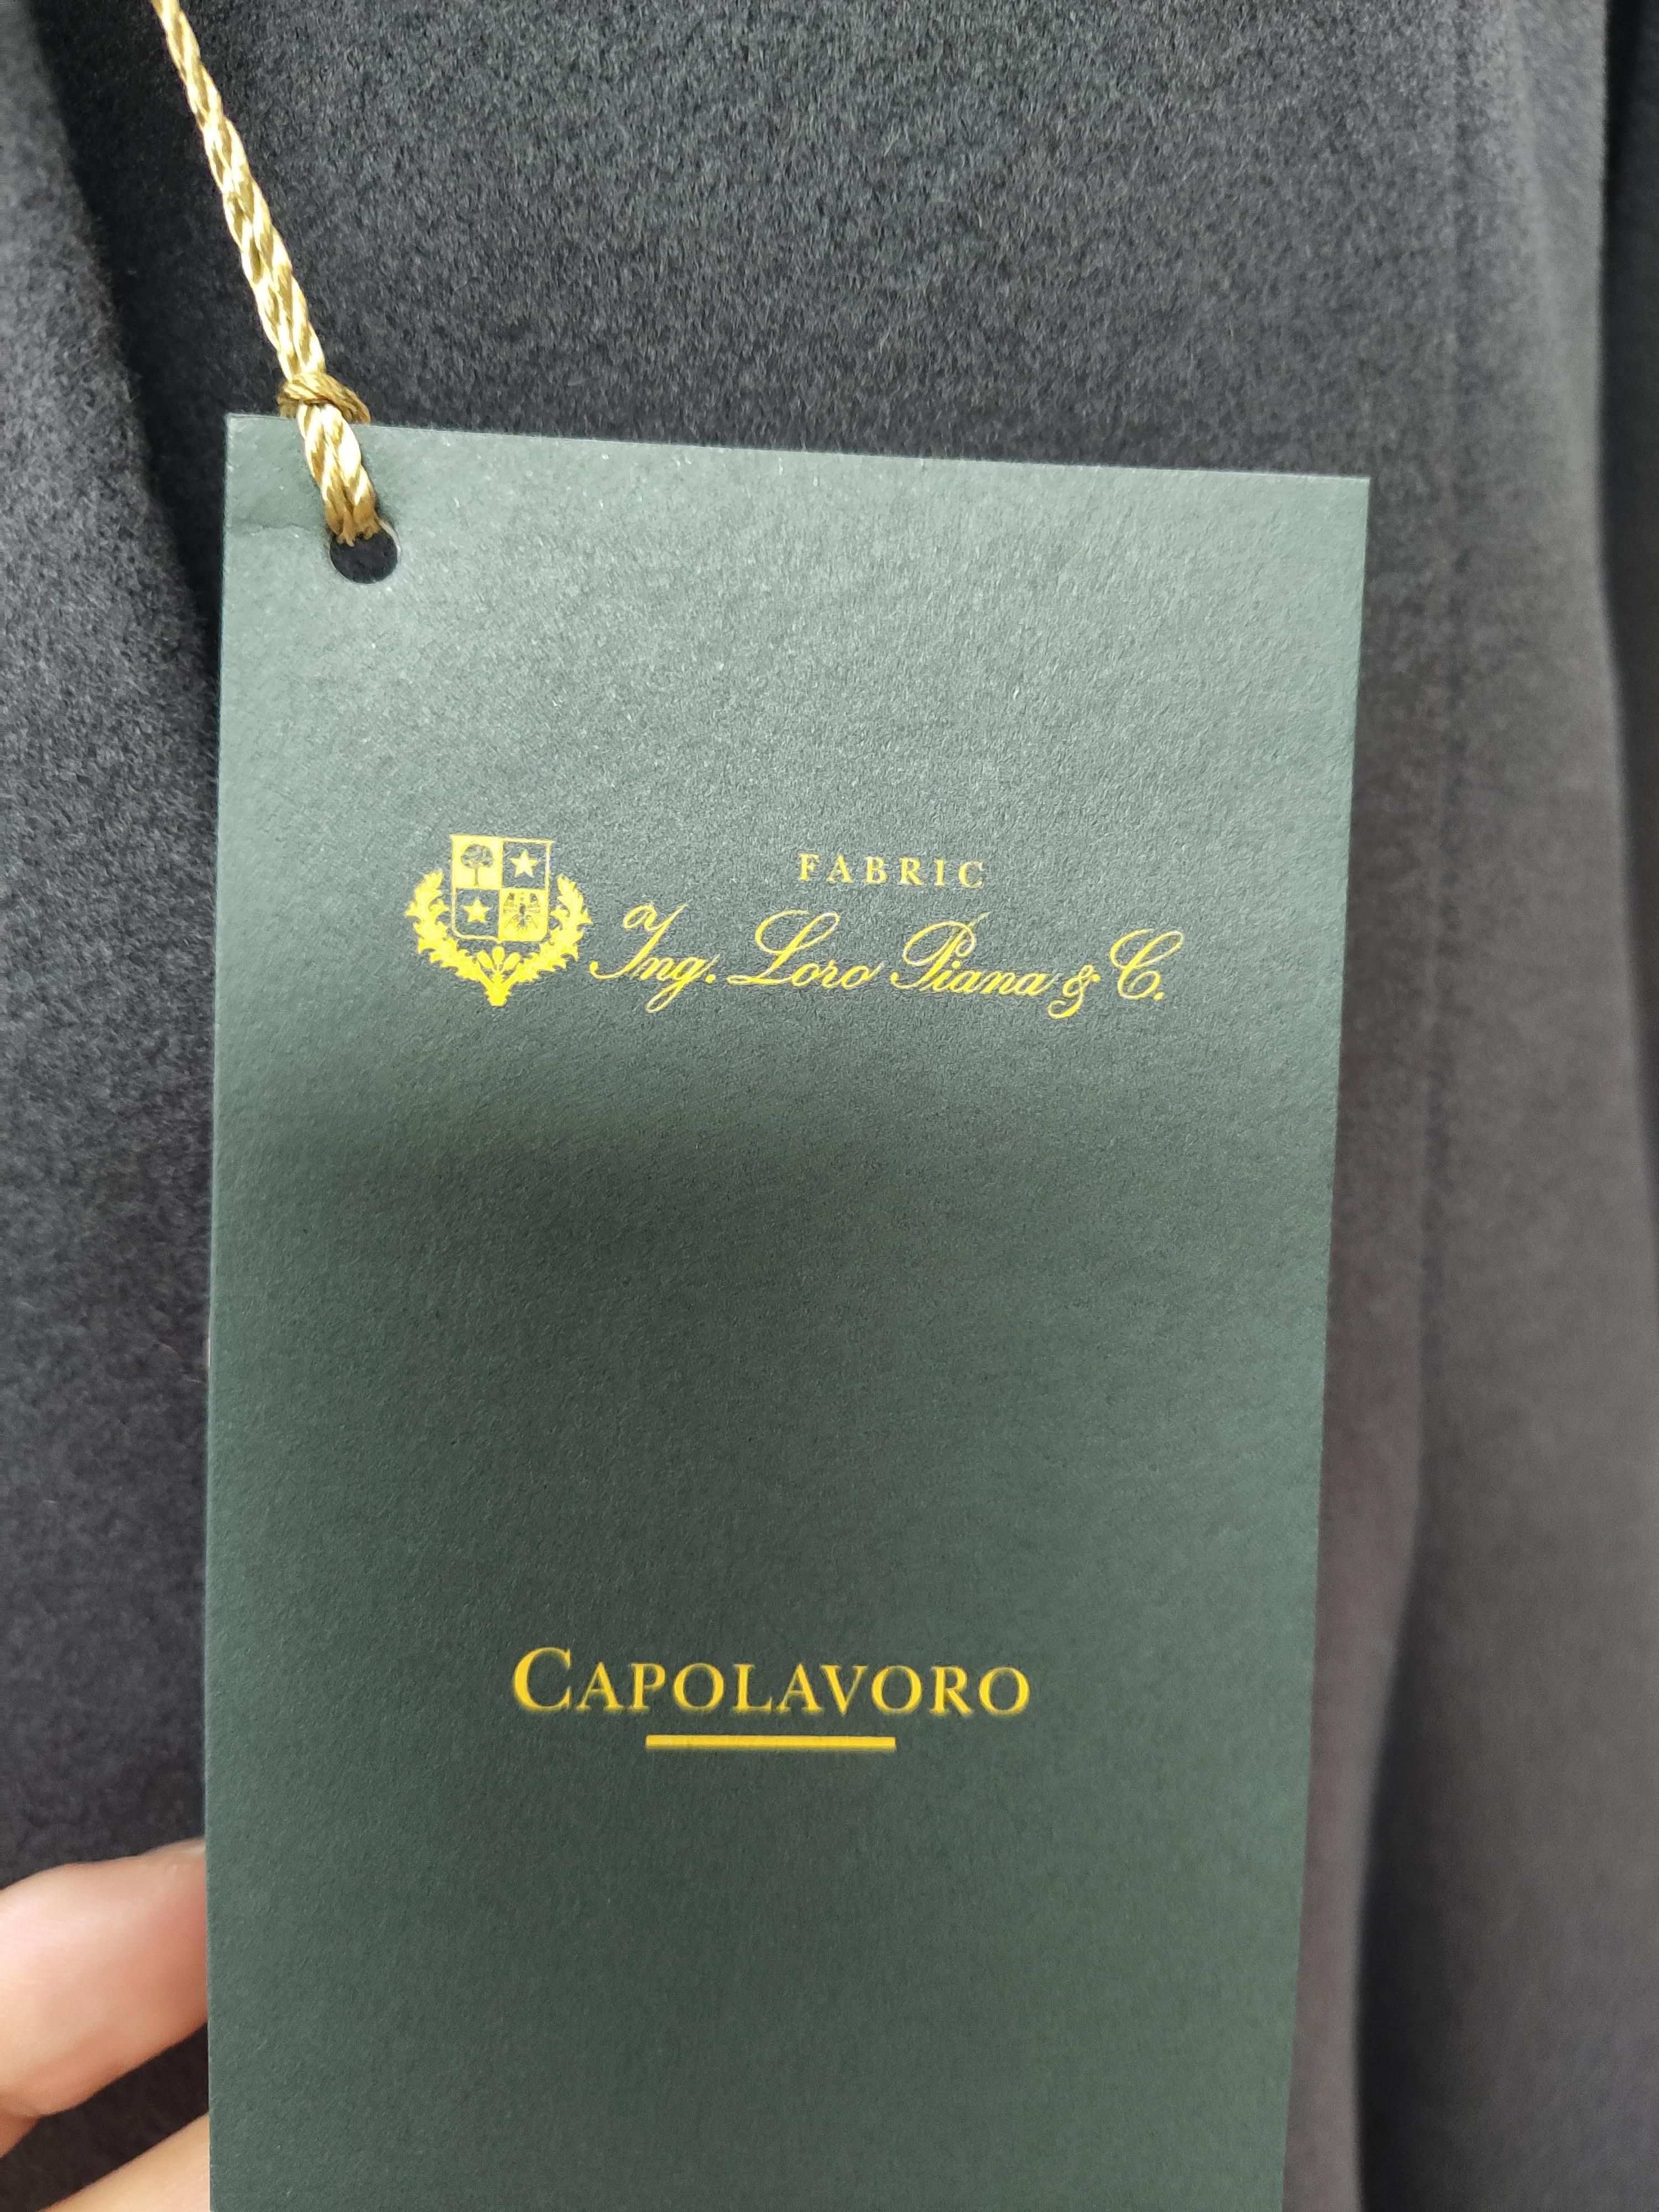 FABRIC
Ing. Loro Piana & C.
CAPOLAVORO